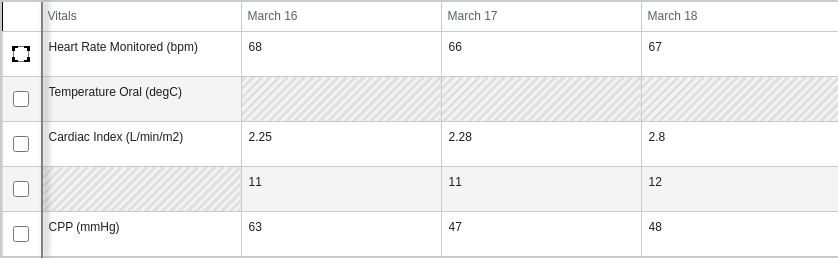 Vitals March 16 March 17 March 18
Heart Rate Monitored (bpm) 68 66 67
Temperature Oral (degC)
Cardiac Index (L/min/m2) 2.25 2.28 2.8
11 11 12
CPP (mmHg) 63 47 48